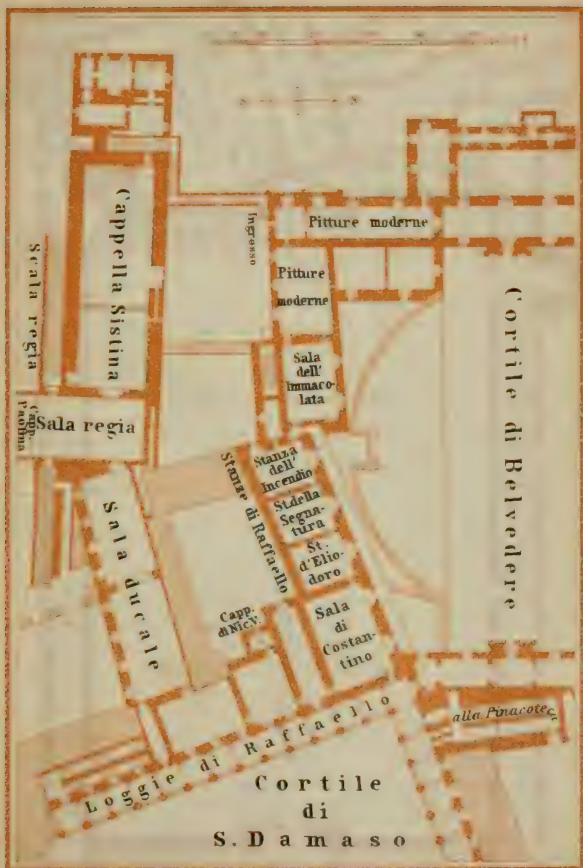 Cappella Sistina
Scala regia
Ingresso
Pitture moderne
Pitture
moderne
Sala
dell'
Immaco-
lata
Cortile di Belvedere
Capp.
Paolina
Sala regia
Sala ducale
Stanze di Raffaello
Stanza
dell'
Incendio
St. della
Segna-
tura
St.
d'Elio-
doro
Capp.
di Nic.V.
Sala
di
Costan-
tino
alla Pinacoteca
Loggie di Raffaello
Cortile
di
S. Damaso